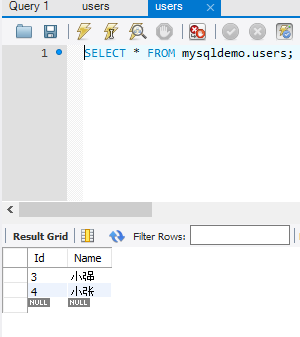 Query 1 users users
1 SELECT * FROM mysqldemo.users;
Result Grid Filter Rows:
Id Name
3 小强
4 小张
NULL NULL